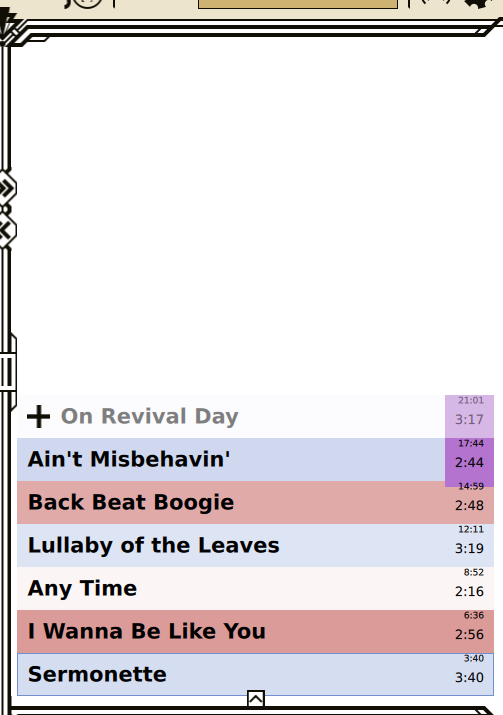 21:01
On Revival Day 3:17
17:44
Ain't Misbehavin' 2:44
14:59
Back Beat Boogie 2:48
12:11
Lullaby of the Leaves 3:19
8:52
Any Time 2:16
6:36
I Wanna Be Like You 2:56
3:40
Sermonette 3:40